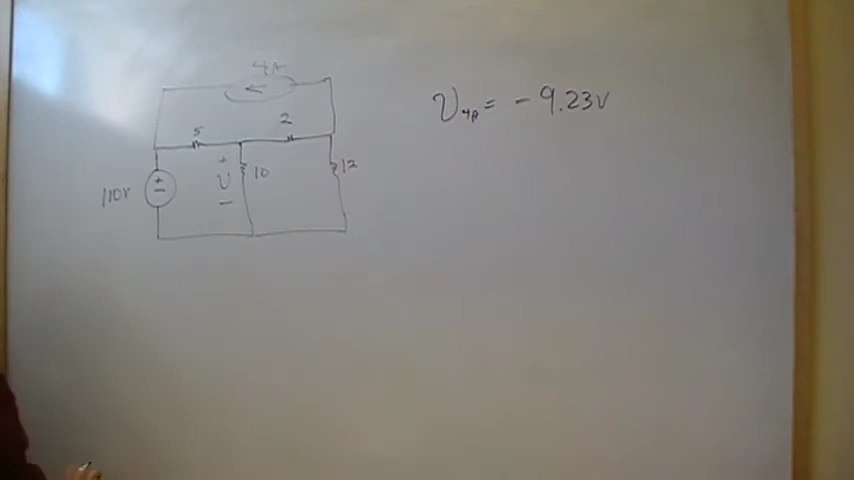 4A
5
2
+
V
-
10
12
110V
+
-
V4A = - 9.23V